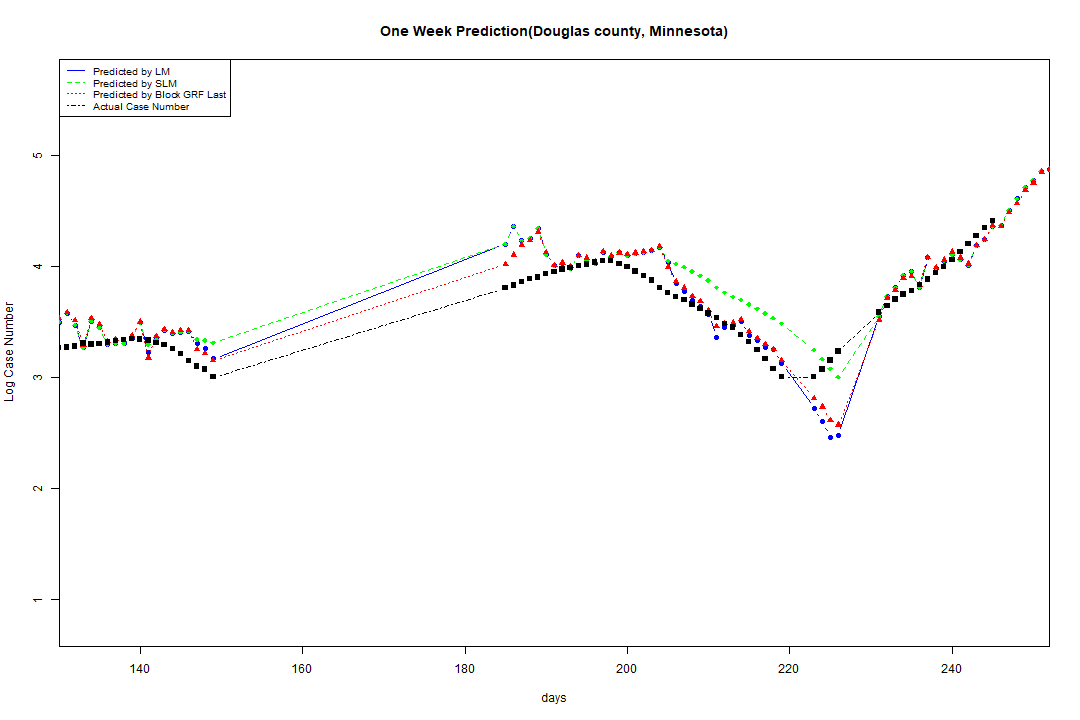 One Week Prediction(Douglas county, Minnesota)
Predicted by LM
Predicted by SLM
Predicted by Block GRF Last
Actual Case Number
5
4
3
2
1
Log Case Number
140 160 180 200 220 240
days